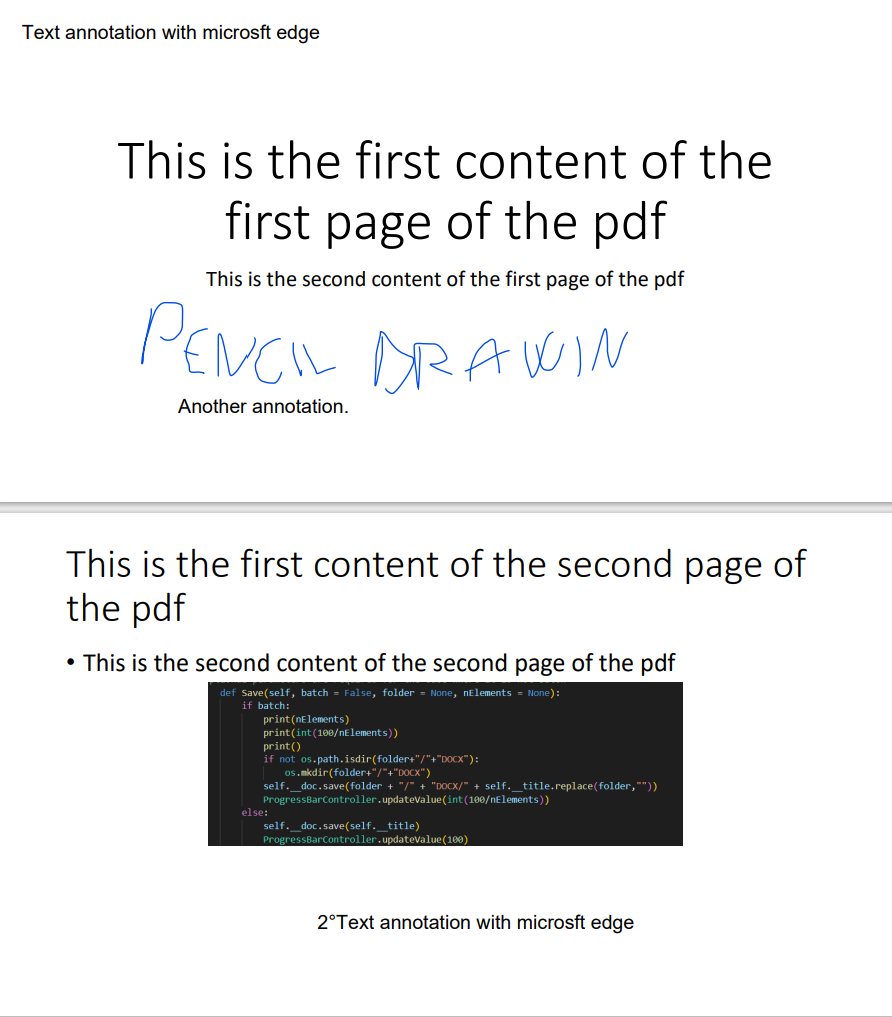 Text annotation with microsft edge
This is the first content of the
first page of the pdf
This is the second content of the first page of the pdf
PENCIL DRAWIN
Another annotation.
This is the first content of the second page of
the pdf
• This is the second content of the second page of the pdf
def Save(self, batch = False, folder = None, nElements = None):
if batch:
print(nElements)
print(int(100/nElements))
print()
if not os.path.isdir(folder+"/"+"DOCX"):
os.mkdir(folder+"/"+"DOCX")
self.__doc.save(folder + "/" + "DOCX/" + self.__title.replace(folder,""))
ProgressBarController.updateValue(int(100/nElements))
else:
self.__doc.save(self.__title)
ProgressBarController.updateValue(100)
2°Text annotation with microsft edge